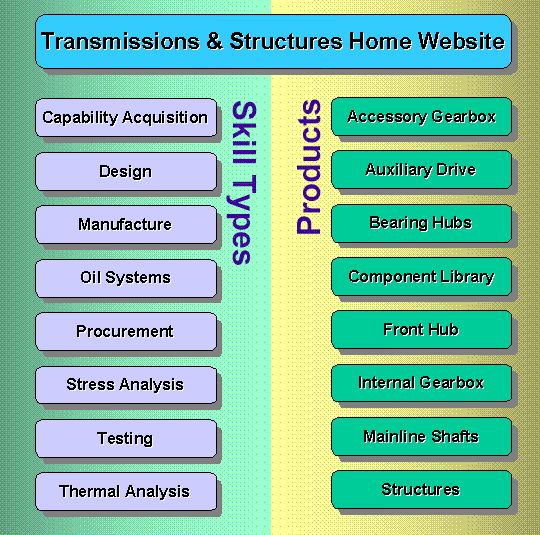 Transmissions & Structures Home Website
Skill Types
Capability Acquisition
Design
Manufacture
Oil Systems
Procurement
Stress Analysis
Testing
Thermal Analysis
Products
Accessory Gearbox
Auxiliary Drive
Bearing Hubs
Component Library
Front Hub
Internal Gearbox
Mainline Shafts
Structures